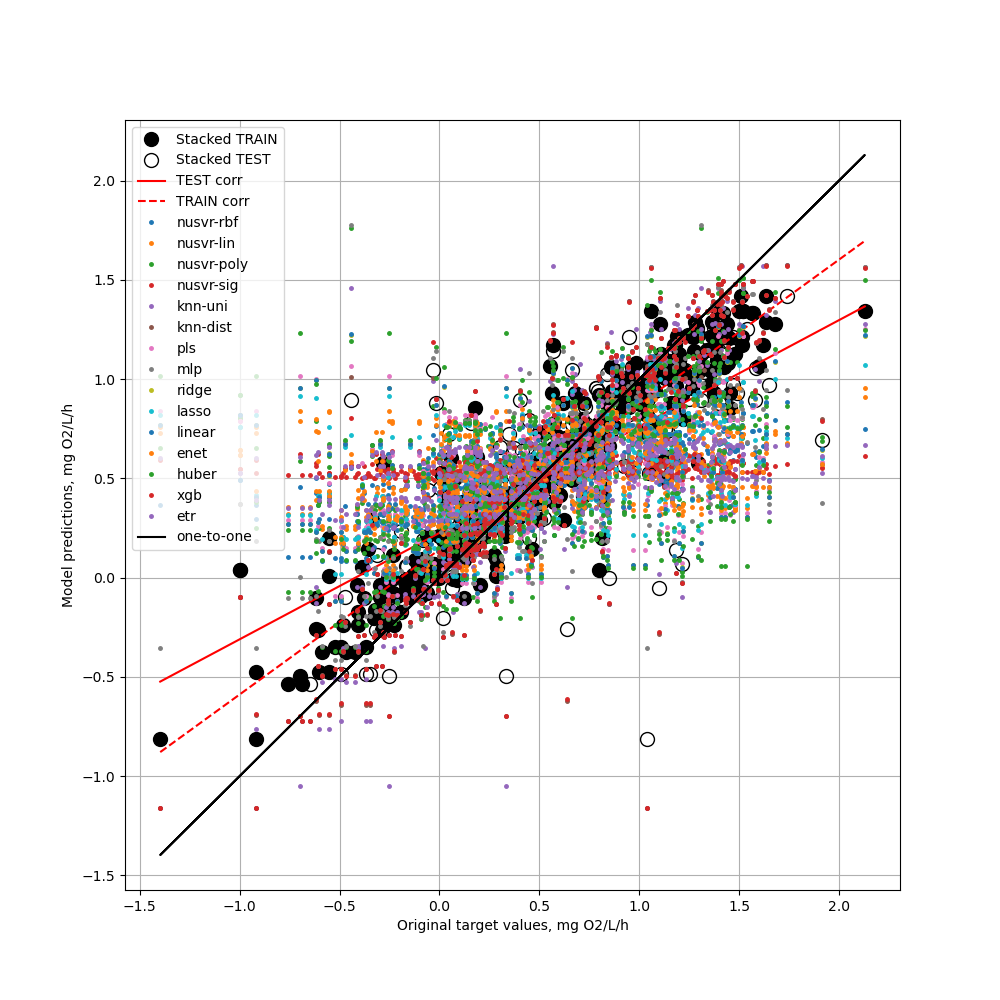 Stacked TRAIN
Stacked TEST
TEST corr
TRAIN corr
nusvr-rbf
nusvr-lin
nusvr-poly
nusvr-sig
knn-uni
knn-dist
pls
mlp
ridge
lasso
linear
enet
huber
xgb
etr
one-to-one
2.0
1.5
1.0
0.5
0.0
−0.5
−1.0
−1.5
Model predictions, mg O2/L/h
−1.5 −1.0 −0.5 0.0 0.5 1.0 1.5 2.0
Original target values, mg O2/L/h